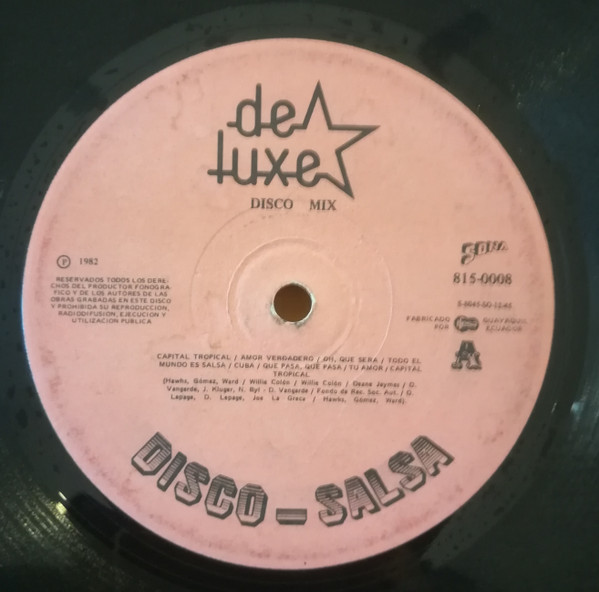 de
luxe
DISCO MIX
Ⓟ 1982
RESERVADOS TODOS LOS DERE-
CHOS DEL PRODUCTOR FONOGRA-
FICO Y DE LOS AUTORES DE LAS
OBRAS GRABADAS EN ESTE DISCO
Y PROHIBIDA SU REPRODUCCION,
RADIODIFUSION, EJECUCION Y
UTILIZACION PUBLICA
815-0008
FABRICADO
POR
GUAYAQUIL
ECUADOR
A
CAPITAL TROPICAL / AMOR VERDADERO / OH, QUE SERA / TODO EL
MUNDO ES SALSA / CUBA / QUE PASA, QUE PASA / TU AMOR / CAPITAL
TROPICAL
(Hawks, Gómez, Ward / Willie Colón / Willie Colón / Deane Jaymes / D.
Vangarde, J. Kluger, N. Byl - D. Vangarde / Fondo de Rec. Soc. Aut. / G.
Lepage, D. Lepage, Joe La Greca / Hawks, Gómez, Ward).
DISCO - SALSA